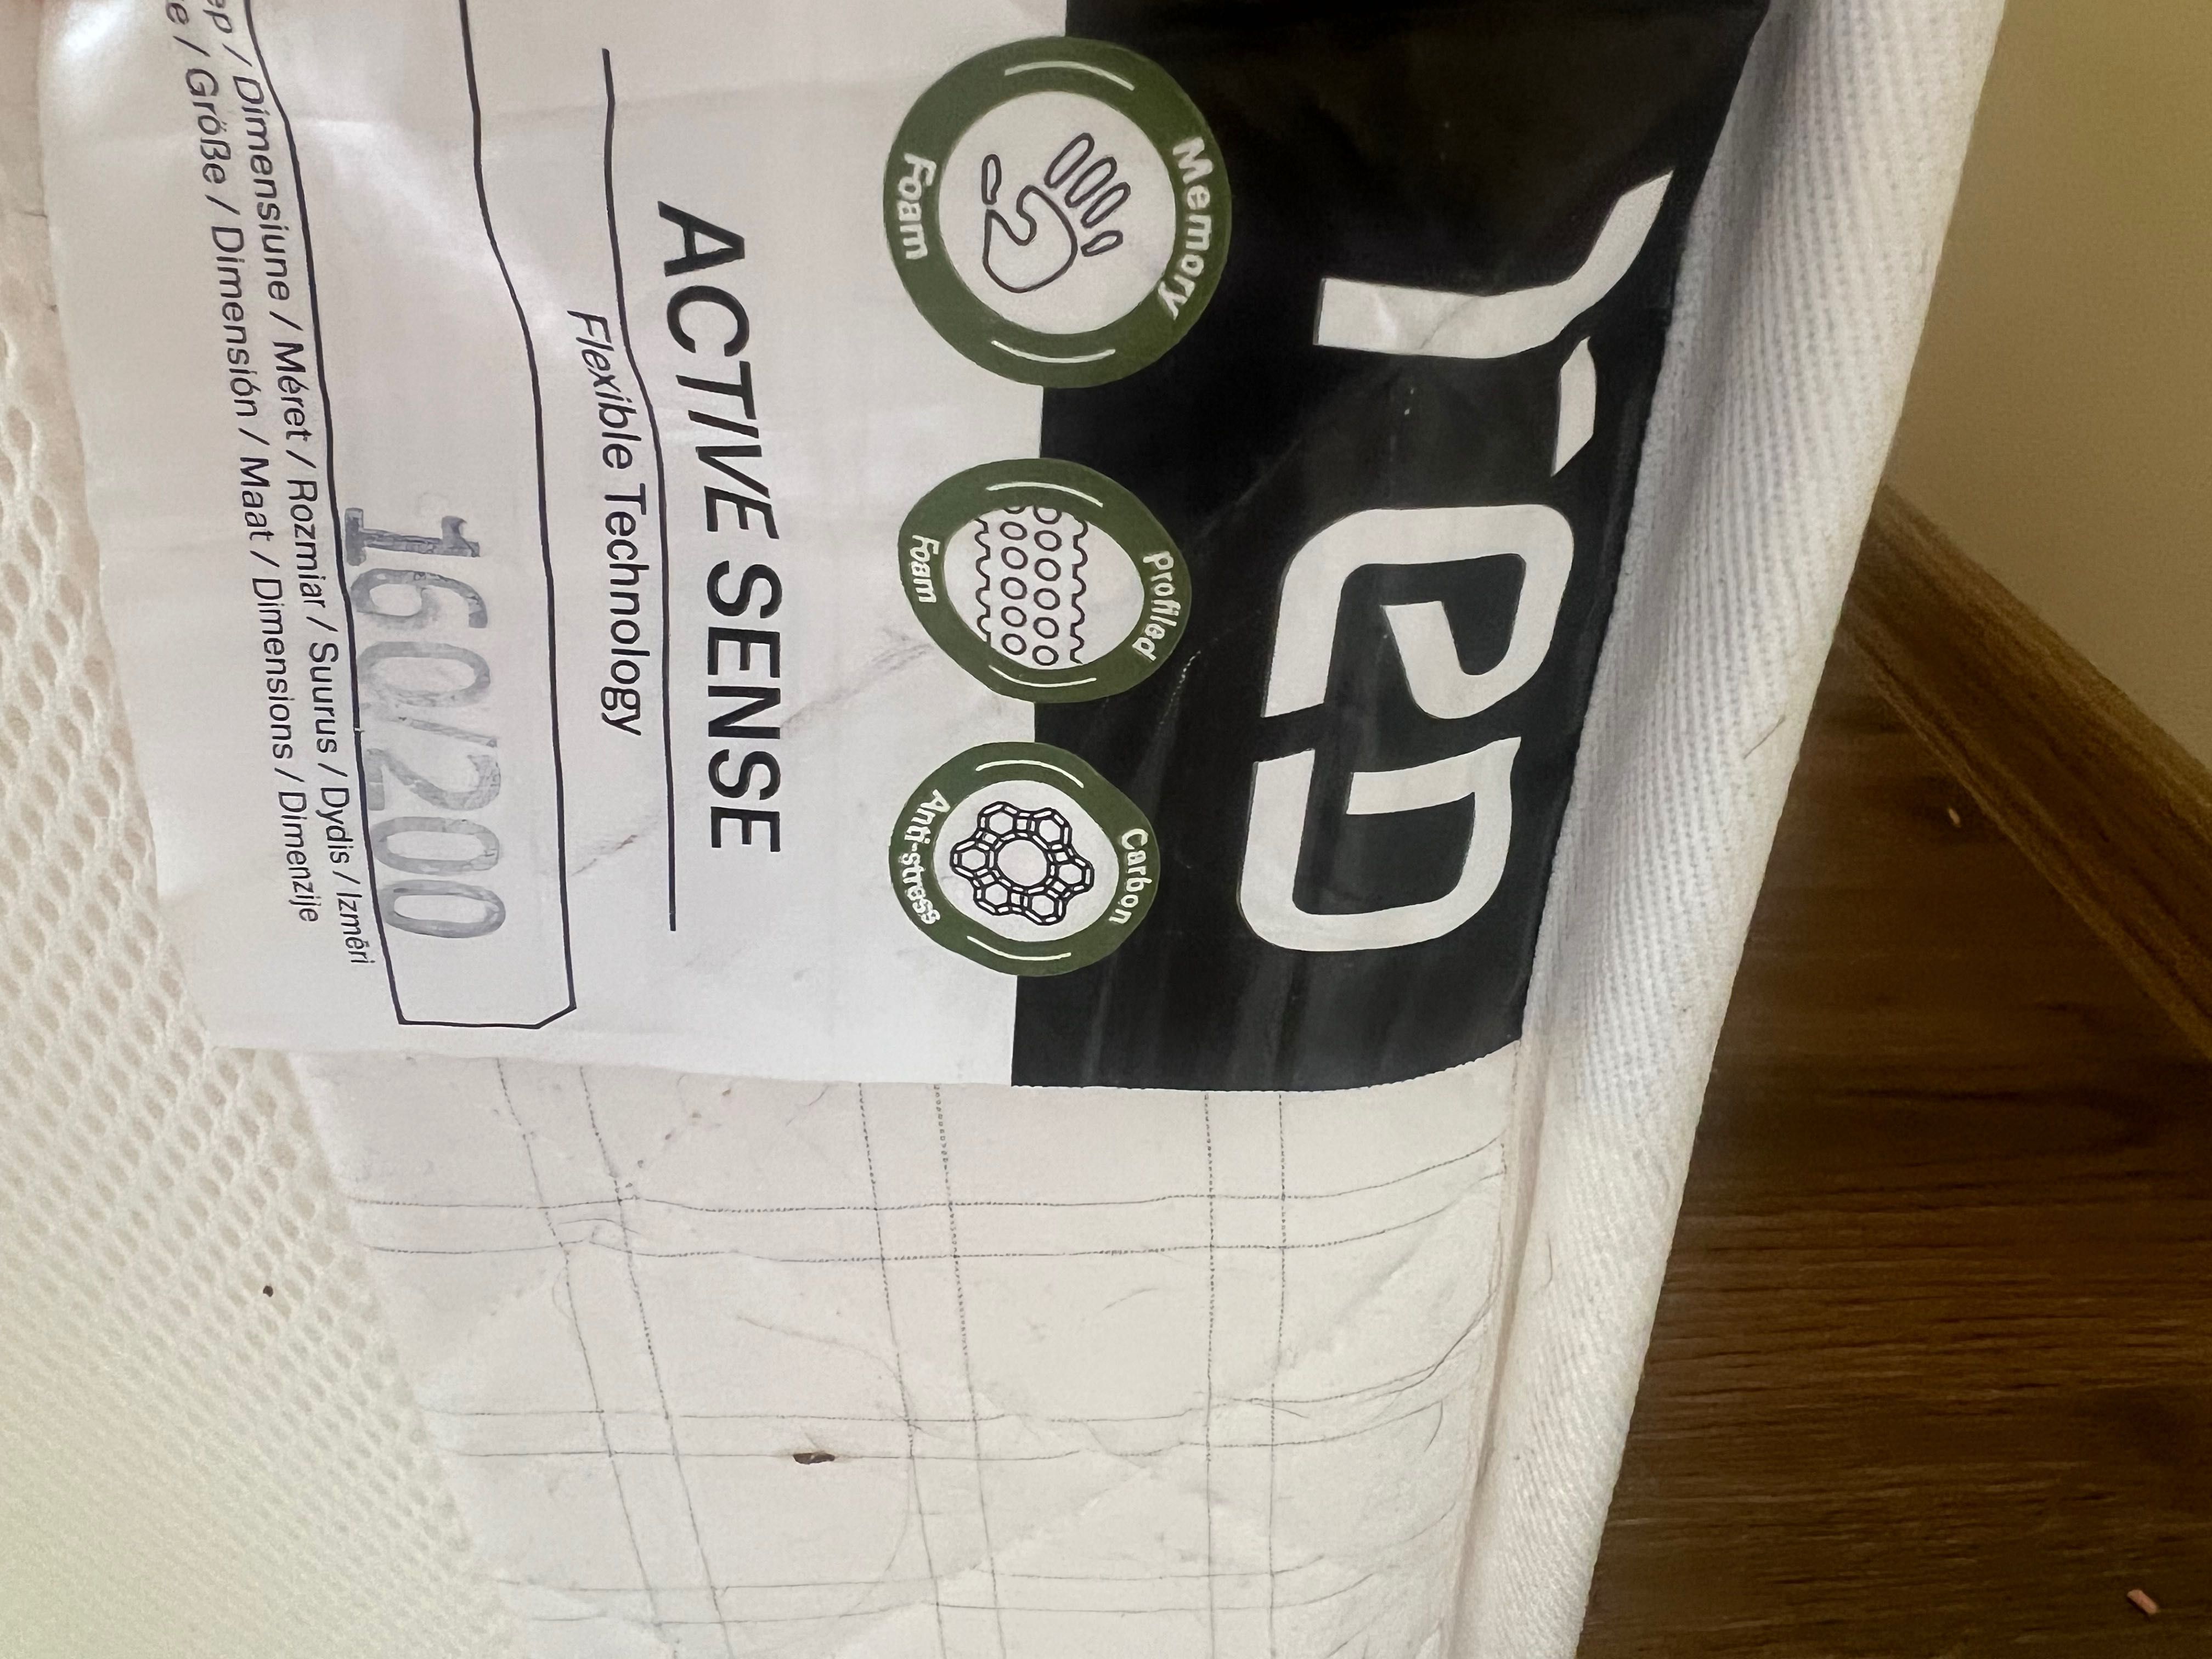 Memory
Foam
Profiled
Foam
Carbon
Anti-stress
ACTIVE SENSE
Flexible Technology
160/200
/ Dimensiune / Méret / Rozmiar / Suurus / Dydis / Izmēri
/ Größe / Dimensión / Maat / Dimensions / Dimenzije